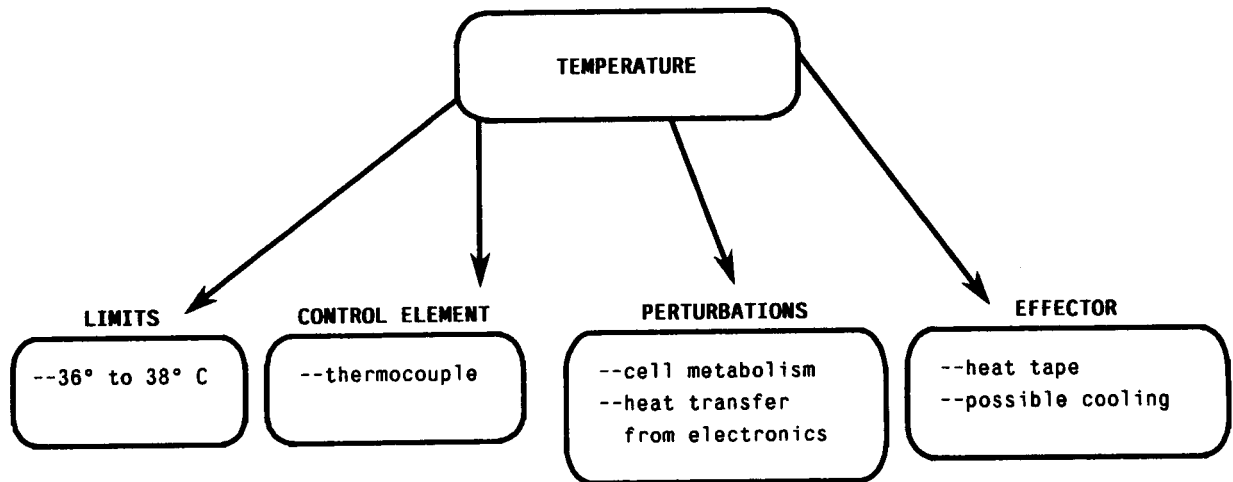 TEMPERATURE
LIMITS
--36° to 38° C
CONTROL ELEMENT
--thermocouple
PERTURBATIONS
--cell metabolism
--heat transfer
from electronics
EFFECTOR
--heat tape
--possible cooling